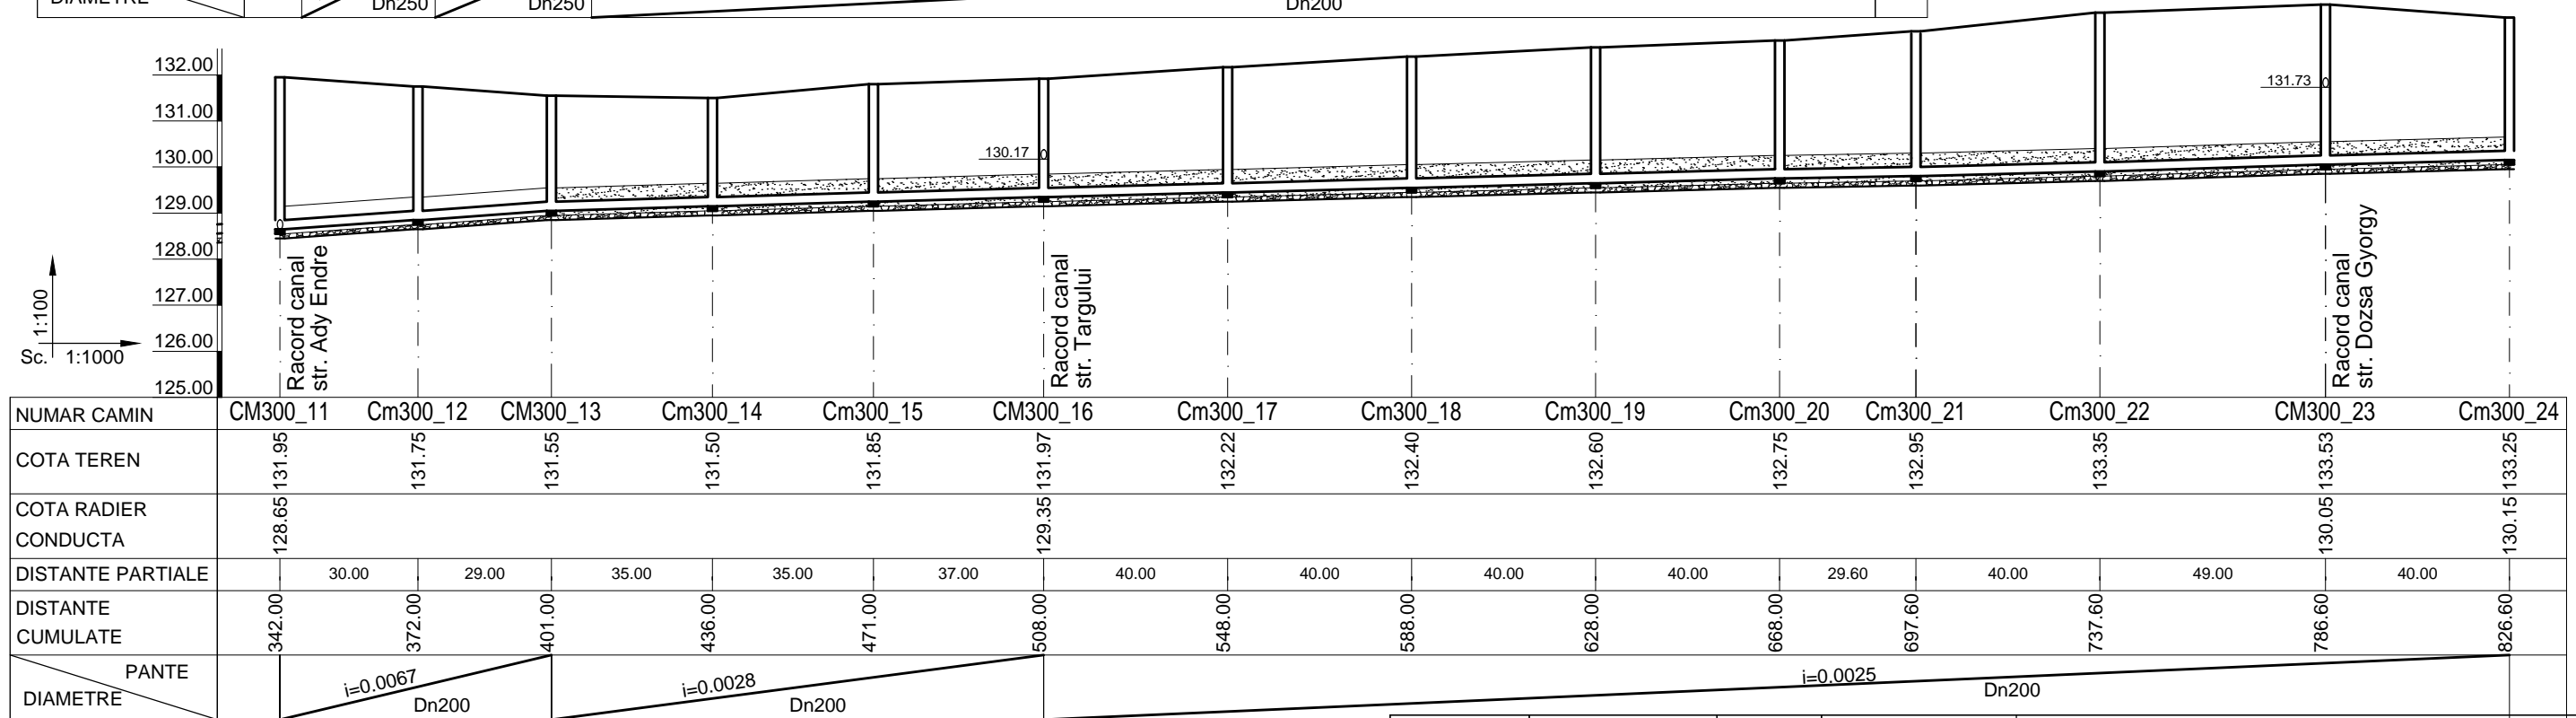 DIAMETRE
Dn250
Dn250
Dn200
132.00
131.00
130.00
129.00
128.00
127.00
126.00
125.00
1:100
Sc. 1:1000
130.17
131.73
Racord canal
str. Ady Endre
Racord canal
str. Targului
Racord canal
str. Dozsa Gyorgy
NUMAR CAMIN CM300_11 Cm300_12 CM300_13 Cm300_14 Cm300_15 CM300_16 Cm300_17 Cm300_18 Cm300_19 Cm300_20 Cm300_21 Cm300_22 CM300_23 Cm300_24
COTA TEREN 131.95 131.75 131.55 131.50 131.85 131.97 132.22 132.40 132.60 132.75 132.95 133.35 133.53 133.25
COTA RADIER
CONDUCTA
128.65 129.35 130.05 130.15
DISTANTE PARTIALE 30.00 29.00 35.00 35.00 37.00 40.00 40.00 40.00 40.00 29.60 40.00 49.00 40.00
DISTANTE
CUMULATE
342.00 372.00 401.00 436.00 471.00 508.00 548.00 588.00 628.00 668.00 697.60 737.60 786.60 826.60
PANTE
DIAMETRE
i=0.0067
Dn200
i=0.0028
Dn200
i=0.0025
Dn200